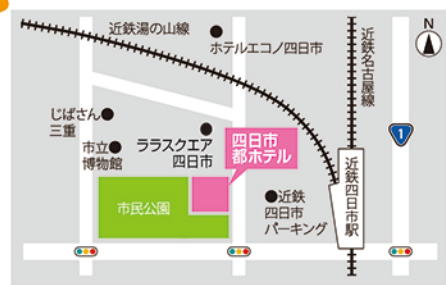 近鉄湯の山線
ホテルエコノ四日市
近鉄名古屋線
N
1
じばさん
三重
市立
博物館
ララスクエア
四日市
四日市
都ホテル
市民公園
近鉄
四日市
パーキング
近鉄四日市駅